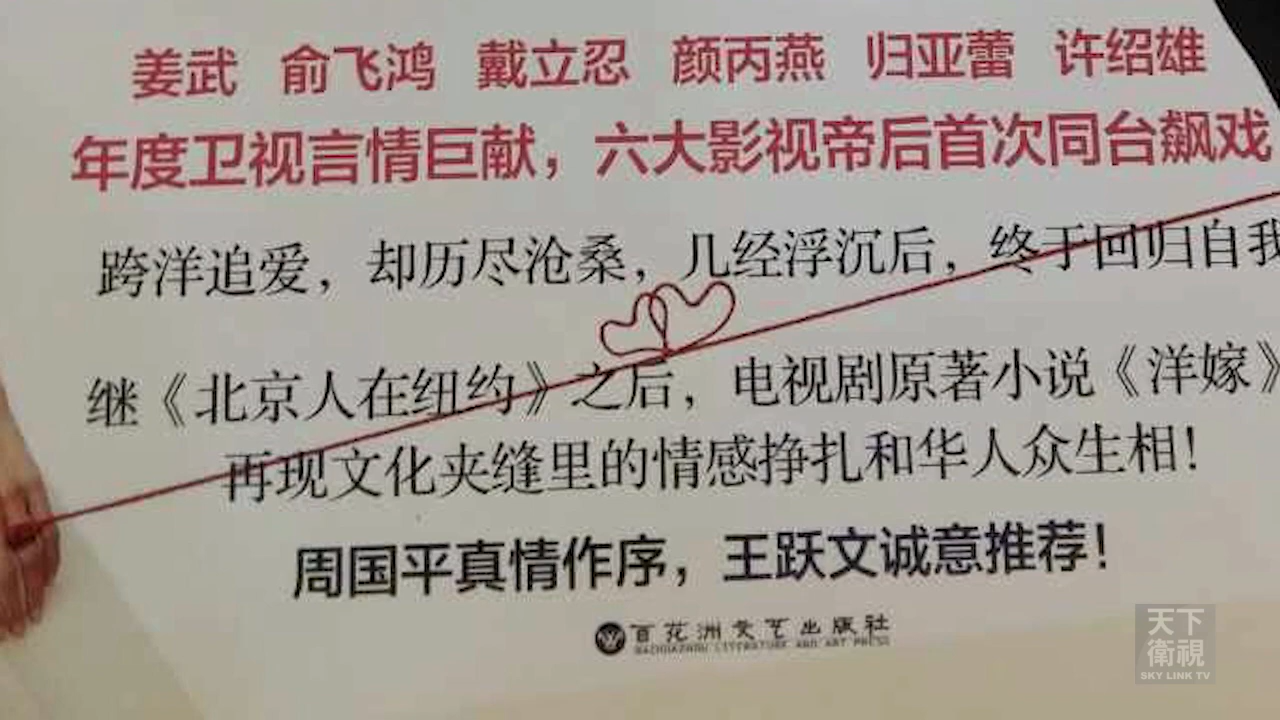 姜武 俞飞鸿 戴立忍 颜丙燕 归亚蕾 许绍雄
年度卫视言情巨献，六大影视帝后首次同台飙戏
跨洋追爱，却历尽沧桑，几经浮沉后，终于回归自我
继《北京人在纽约》之后，电视剧原著小说《洋嫁》
再现文化夹缝里的情感挣扎和华人众生相！
周国平真情作序，王跃文诚意推荐！
百花洲文艺出版社
BAIHUAZHOU LITERATURE AND ART PRESS
天下
衛視
SKY LINK TV